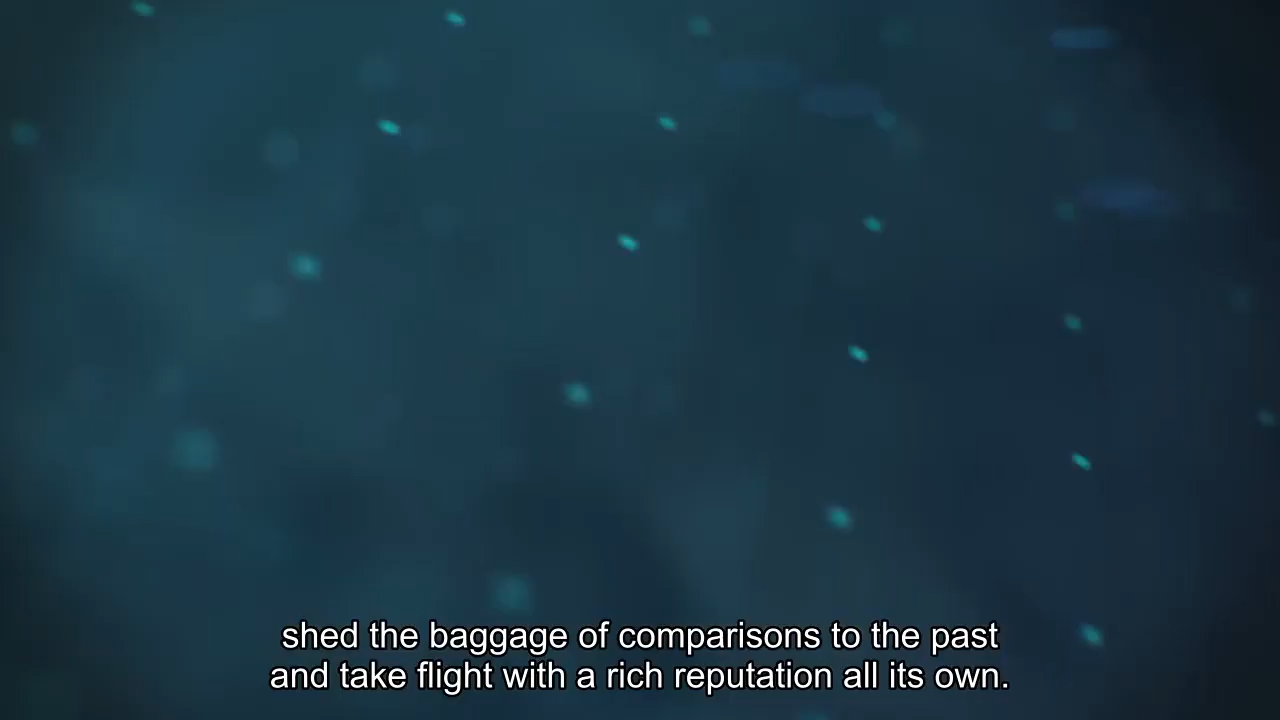 shed the baggage of comparisons to the past
and take flight with a rich reputation all its own.